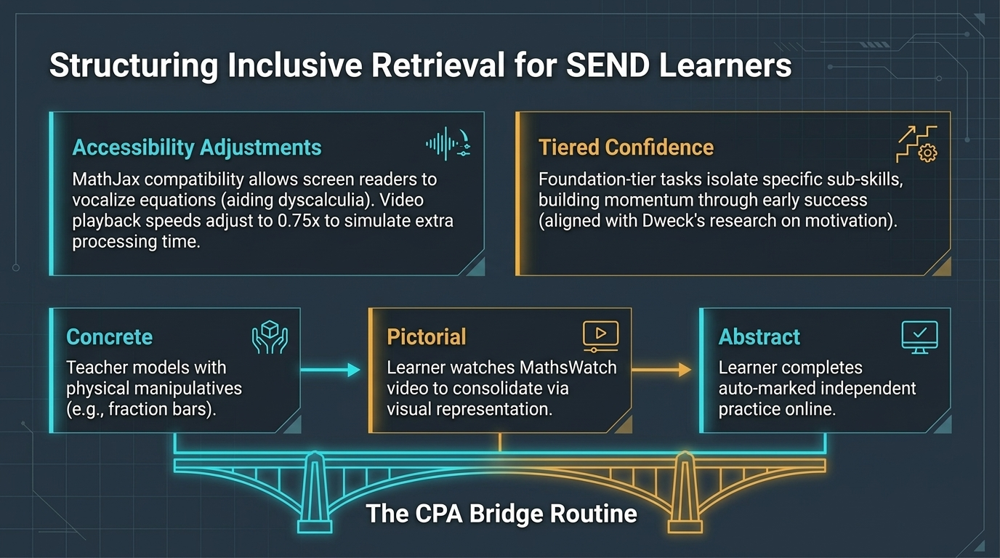 Structuring Inclusive Retrieval for SEND Learners
Accessibility Adjustments
MathJax compatibility allows screen readers to
vocalize equations (aiding dyscalculia). Video
playback speeds adjust to 0.75x to simulate extra
processing time.
Tiered Confidence
Foundation-tier tasks isolate specific sub-skills,
building momentum through early success
(aligned with Dweck's research on motivation).
Concrete
Teacher models with
physical manipulatives
(e.g., fraction bars).
Pictorial
Learner watches MathsWatch
video to consolidate via
visual representation.
Abstract
Learner completes
auto-marked independent
practice online.
The CPA Bridge Routine